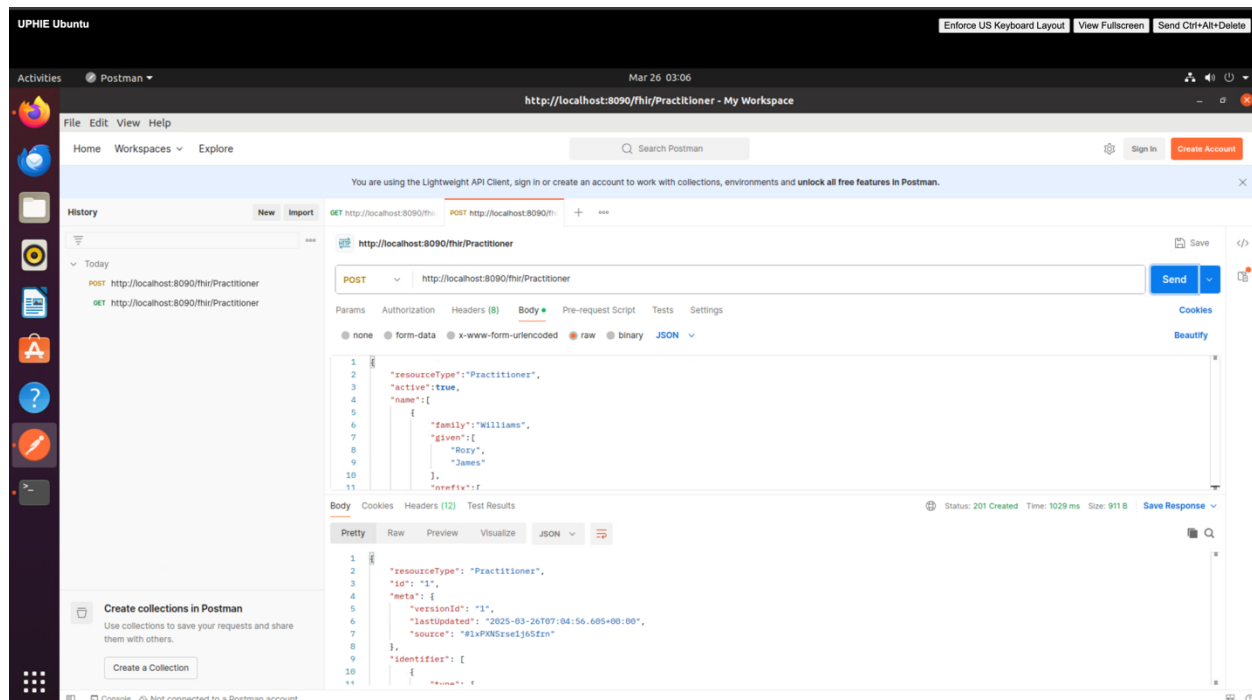 UPHIE Ubuntu
Enforce US Keyboard Layout View Fullscreen Send Ctrl+Alt+Delete
Activities Postman Mar 26 03:06
http://localhost:8090/fhir/Practitioner - My Workspace
File Edit View Help
Home Workspaces Explore Search Postman Sign In Create Account
You are using the Lightweight API Client, sign in or create an account to work with collections, environments and unlock all free features in Postman.
History New Import GET http://localhost:8090/fhi POST http://localhost:8090/fh
http://localhost:8090/fhir/Practitioner Save
Today
POST http://localhost:8090/fhir/Practitioner
GET http://localhost:8090/fhir/Practitioner
POST http://localhost:8090/fhir/Practitioner Send
Params Authorization Headers (8) Body Pre-request Script Tests Settings Cookies
none form-data x-www-form-urlencoded raw binary JSON Beautify
1 {
2 "resourceType":"Practitioner",
3 "active":true,
4 "name":[
5 {
6 "family":"Williams",
7 "given":[
8 "Rory",
9 "James"
10 ],
11 "prefix":[
Body Cookies Headers (12) Test Results Status: 201 Created Time: 1029 ms Size: 911 B Save Response
Pretty Raw Preview Visualize JSON
1 {
2 "resourceType": "Practitioner",
3 "id": "1",
4 "meta": {
5 "versionId": "1",
6 "lastUpdated": "2025-03-26T07:04:56.605+00:00",
7 "source": "#lxPXNSrse1j6Sfrn"
8 },
9 "identifier": [
10 {
11 "type": {
Create collections in Postman
Use collections to save your requests and share
them with others.
Create a Collection
Console Not connected to a Postman account